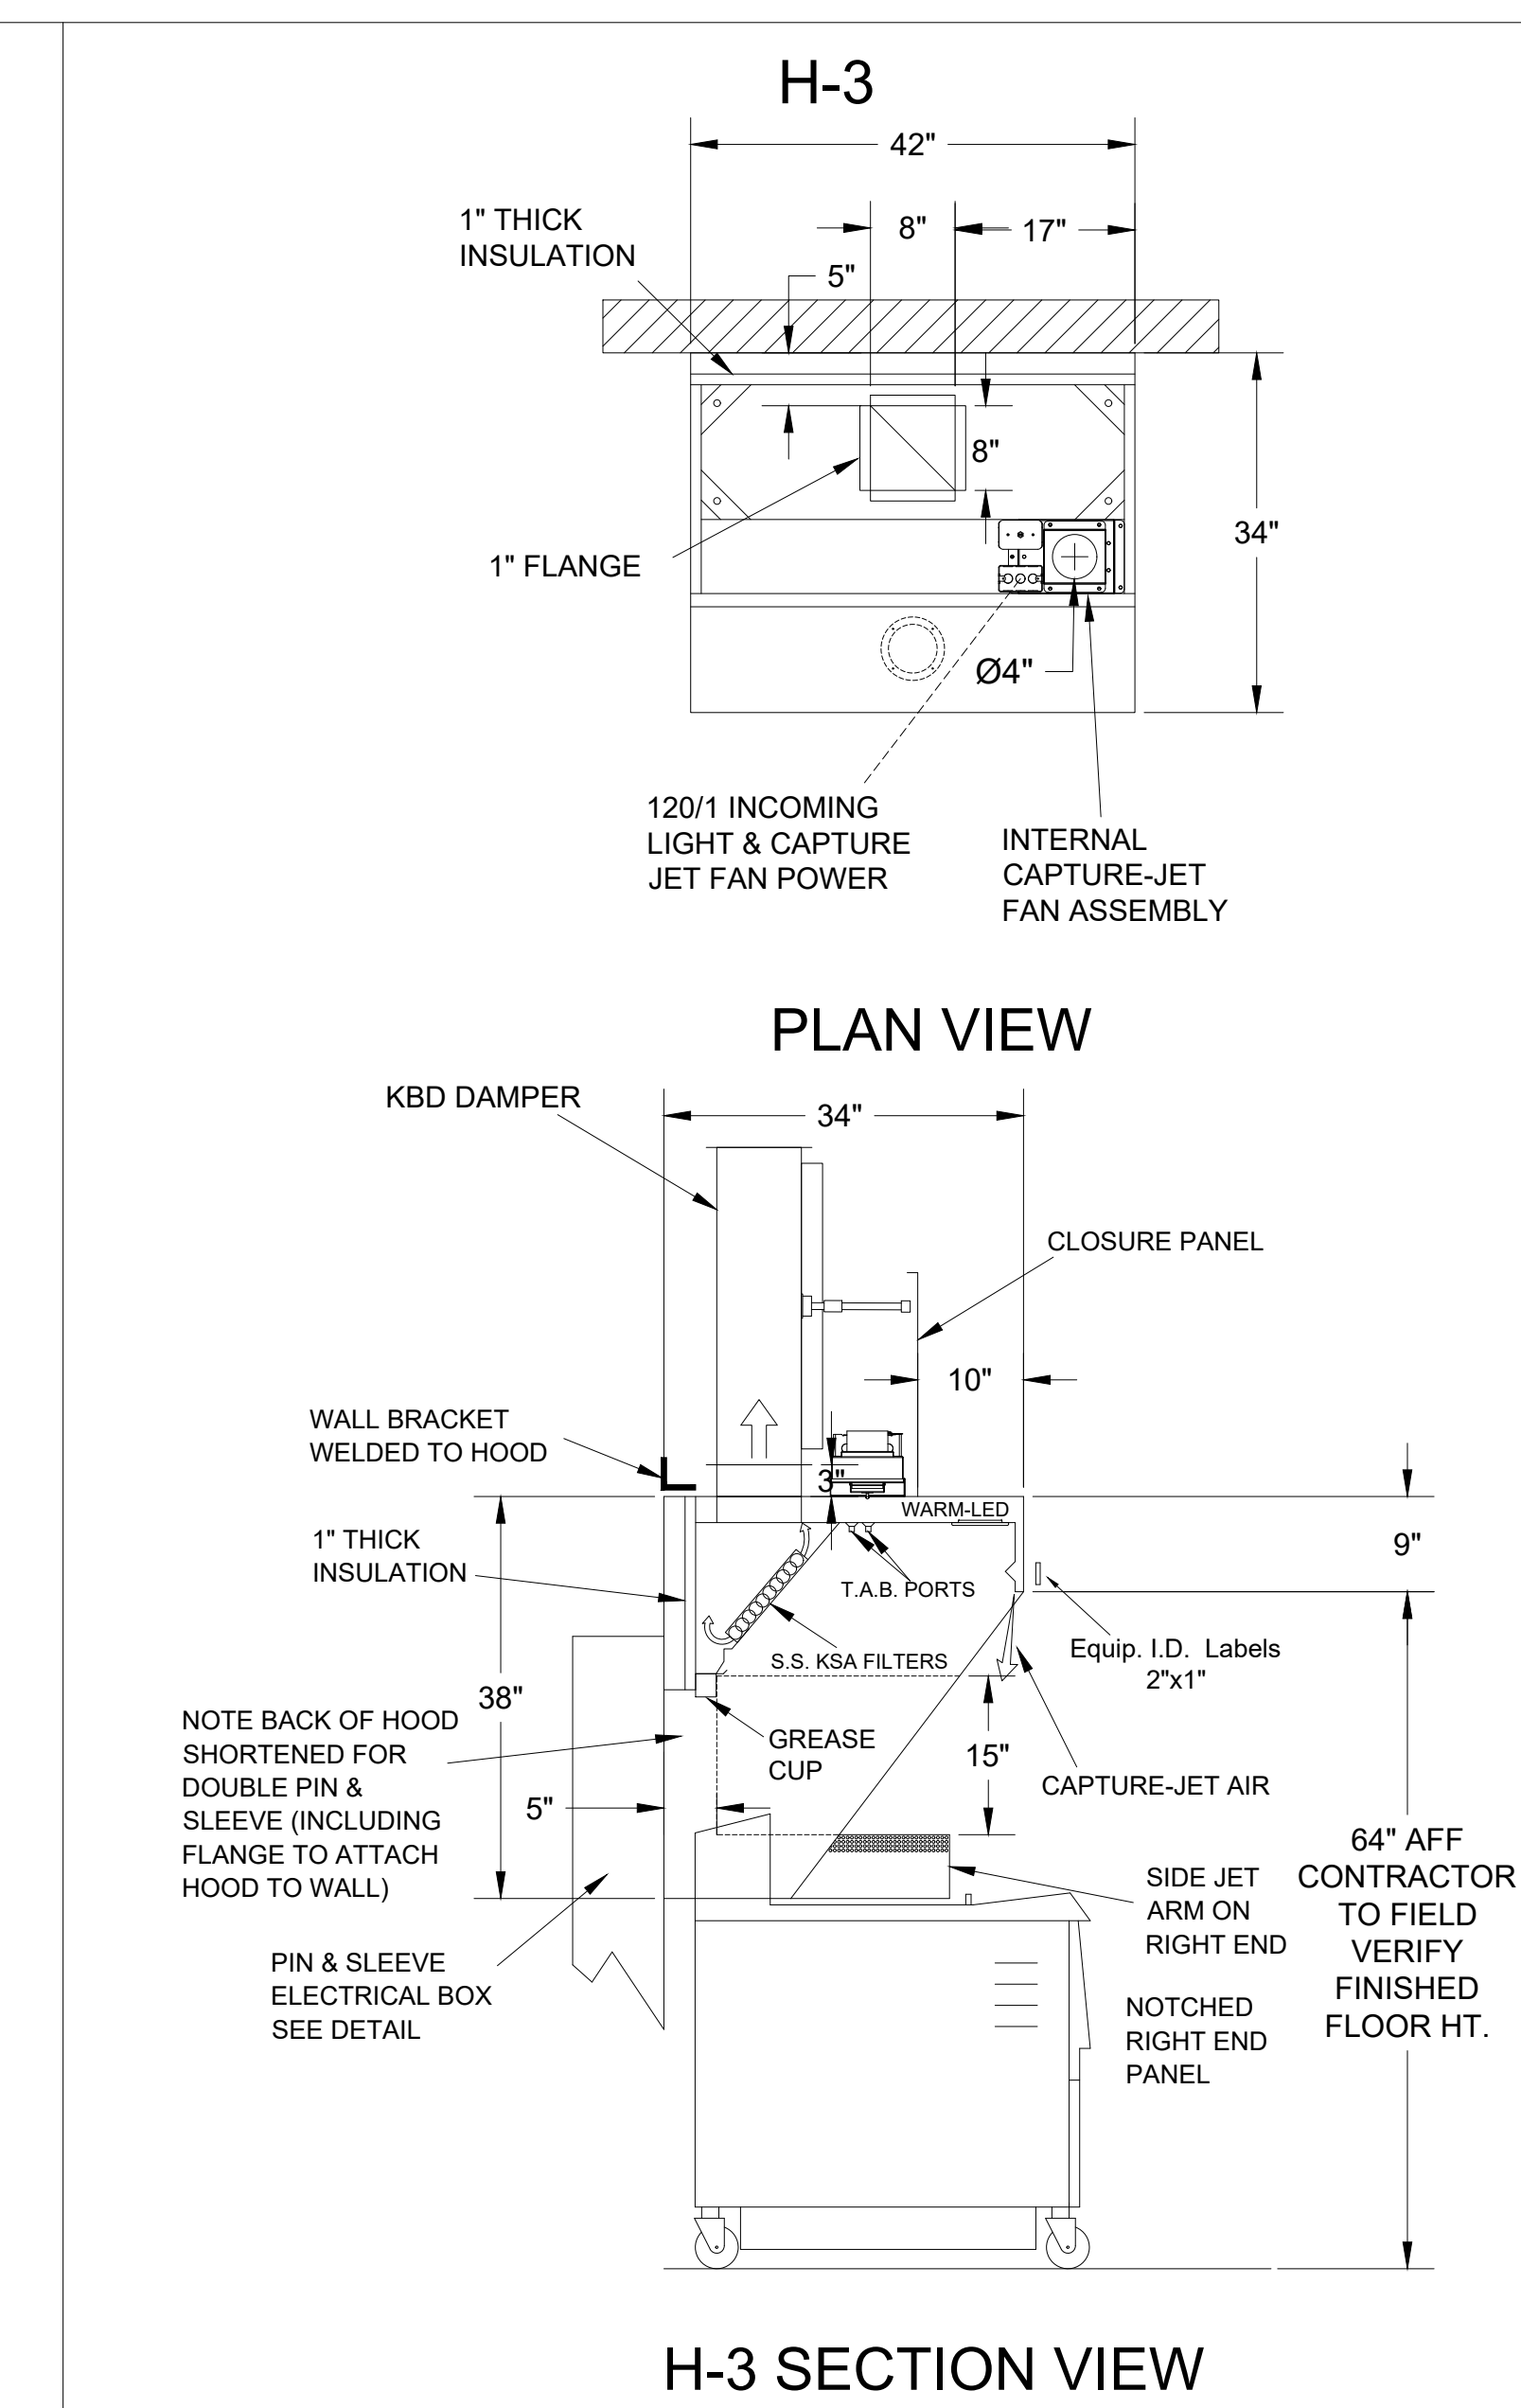 H-3
42"
1" THICK
INSULATION
8"
17"
5"
8"
34"
1" FLANGE
Ø4"
120/1 INCOMING
LIGHT & CAPTURE
JET FAN POWER
INTERNAL
CAPTURE-JET
FAN ASSEMBLY
PLAN VIEW
KBD DAMPER
34"
CLOSURE PANEL
10"
WALL BRACKET
WELDED TO HOOD
3"
WARM-LED
1" THICK
INSULATION
9"
T.A.B. PORTS
S.S. KSA FILTERS
Equip. I.D. Labels
2"x1"
38"
NOTE BACK OF HOOD
SHORTENED FOR
DOUBLE PIN &
SLEEVE (INCLUDING
FLANGE TO ATTACH
HOOD TO WALL)
GREASE
CUP
15"
CAPTURE-JET AIR
5"
64" AFF
CONTRACTOR
TO FIELD
VERIFY
FINISHED
FLOOR HT.
SIDE JET
ARM ON
RIGHT END
PIN & SLEEVE
ELECTRICAL BOX
SEE DETAIL
NOTCHED
RIGHT END
PANEL
H-3 SECTION VIEW